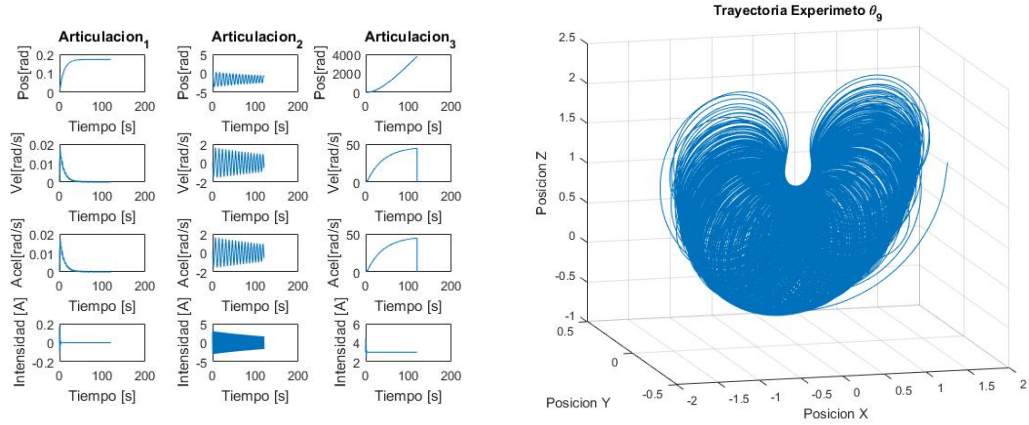 Articulacion1 Articulacion2 Articulacion3
Pos[rad] 0.2 0.1 0 0 100 200 Tiempo [s]
Pos[rad] 5 0 -5 0 100 200 Tiempo [s]
Pos[rad] 4000 2000 0 0 100 200 Tiempo [s]
Vel[rad/s] 0.02 0.01 0 0 100 200 Tiempo [s]
Vel[rad/s] 2 0 -2 0 100 200 Tiempo [s]
Vel[rad/s] 50 0 0 100 200 Tiempo [s]
Acel[rad/s] 0.02 0.01 0 0 100 200 Tiempo [s]
Acel[rad/s] 2 0 -2 0 100 200 Tiempo [s]
Acel[rad/s] 50 0 0 100 200 Tiempo [s]
Intensidad [A] 0.2 0 -0.2 0 100 200 Tiempo [s]
Intensidad [A] 5 0 -5 0 100 200 Tiempo [s]
Intensidad [A] 6 4 2 0 100 200 Tiempo [s]
Trayectoria Experimeto θ9
Posicion Z 2.5 2 1.5 1 0.5 0 -0.5 -1
Posicion Y 0.5 0 -0.5
Posicion X -2 -1.5 -1 -0.5 0 0.5 1 1.5 2